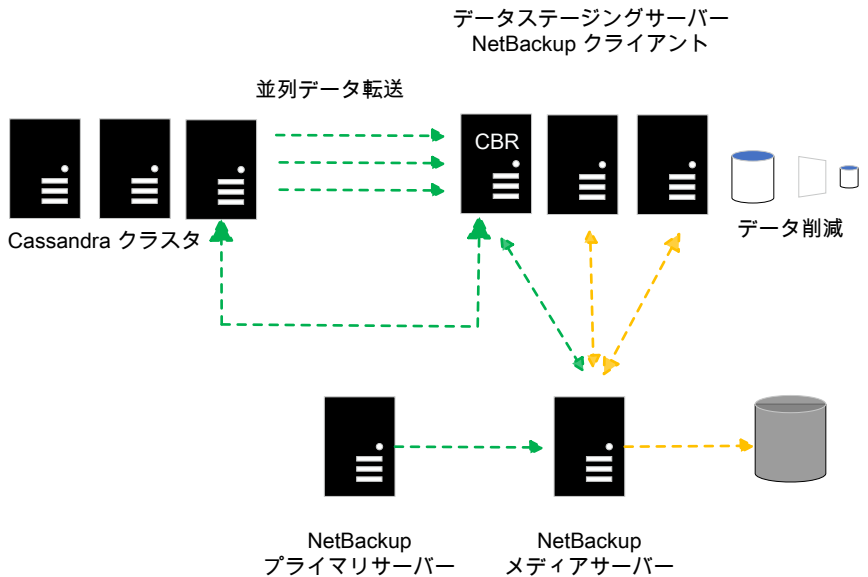 データステージングサーバー
NetBackup クライアント
並列データ転送
CBR
Cassandra クラスタ
データ削減
NetBackup
プライマリサーバー
NetBackup
メディアサーバー